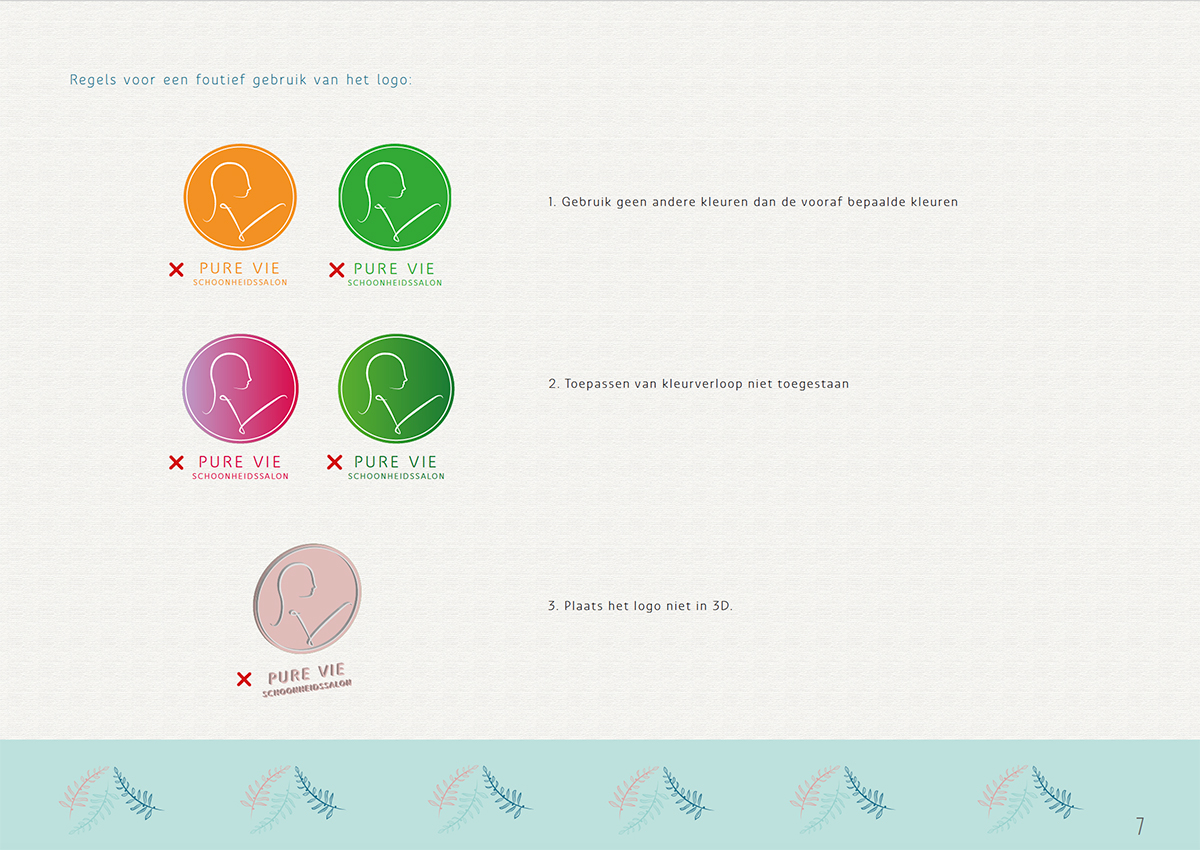 Regels voor een foutief gebruik van het logo:
PURE VIE
SCHOONHEIDSSALON
PURE VIE
SCHOONHEIDSSALON
1. Gebruik geen andere kleuren dan de vooraf bepaalde kleuren
PURE VIE
SCHOONHEIDSSALON
PURE VIE
SCHOONHEIDSSALON
2. Toepassen van kleurverloop niet toegestaan
PURE VIE
SCHOONHEIDSSALON
3. Plaats het logo niet in 3D.
7